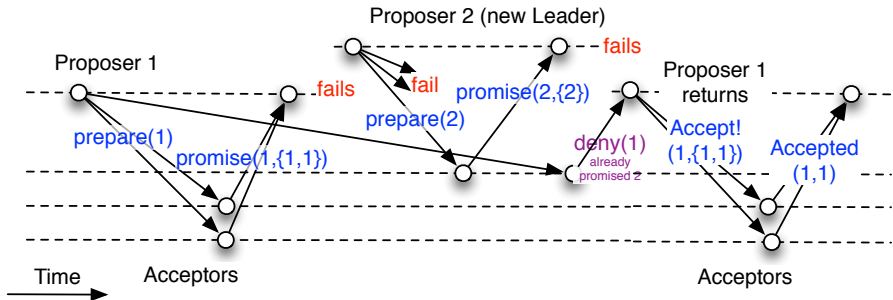 Proposer 2 (new Leader)
fails
Proposer 1
fails
fail
Proposer 1
returns
prepare(1)
promise(1,{1,1})
prepare(2)
promise(2,{2})
deny(1)
already
promised 2
Accept!
(1,{1,1})
Accepted
(1,1)
Time
Acceptors
Acceptors